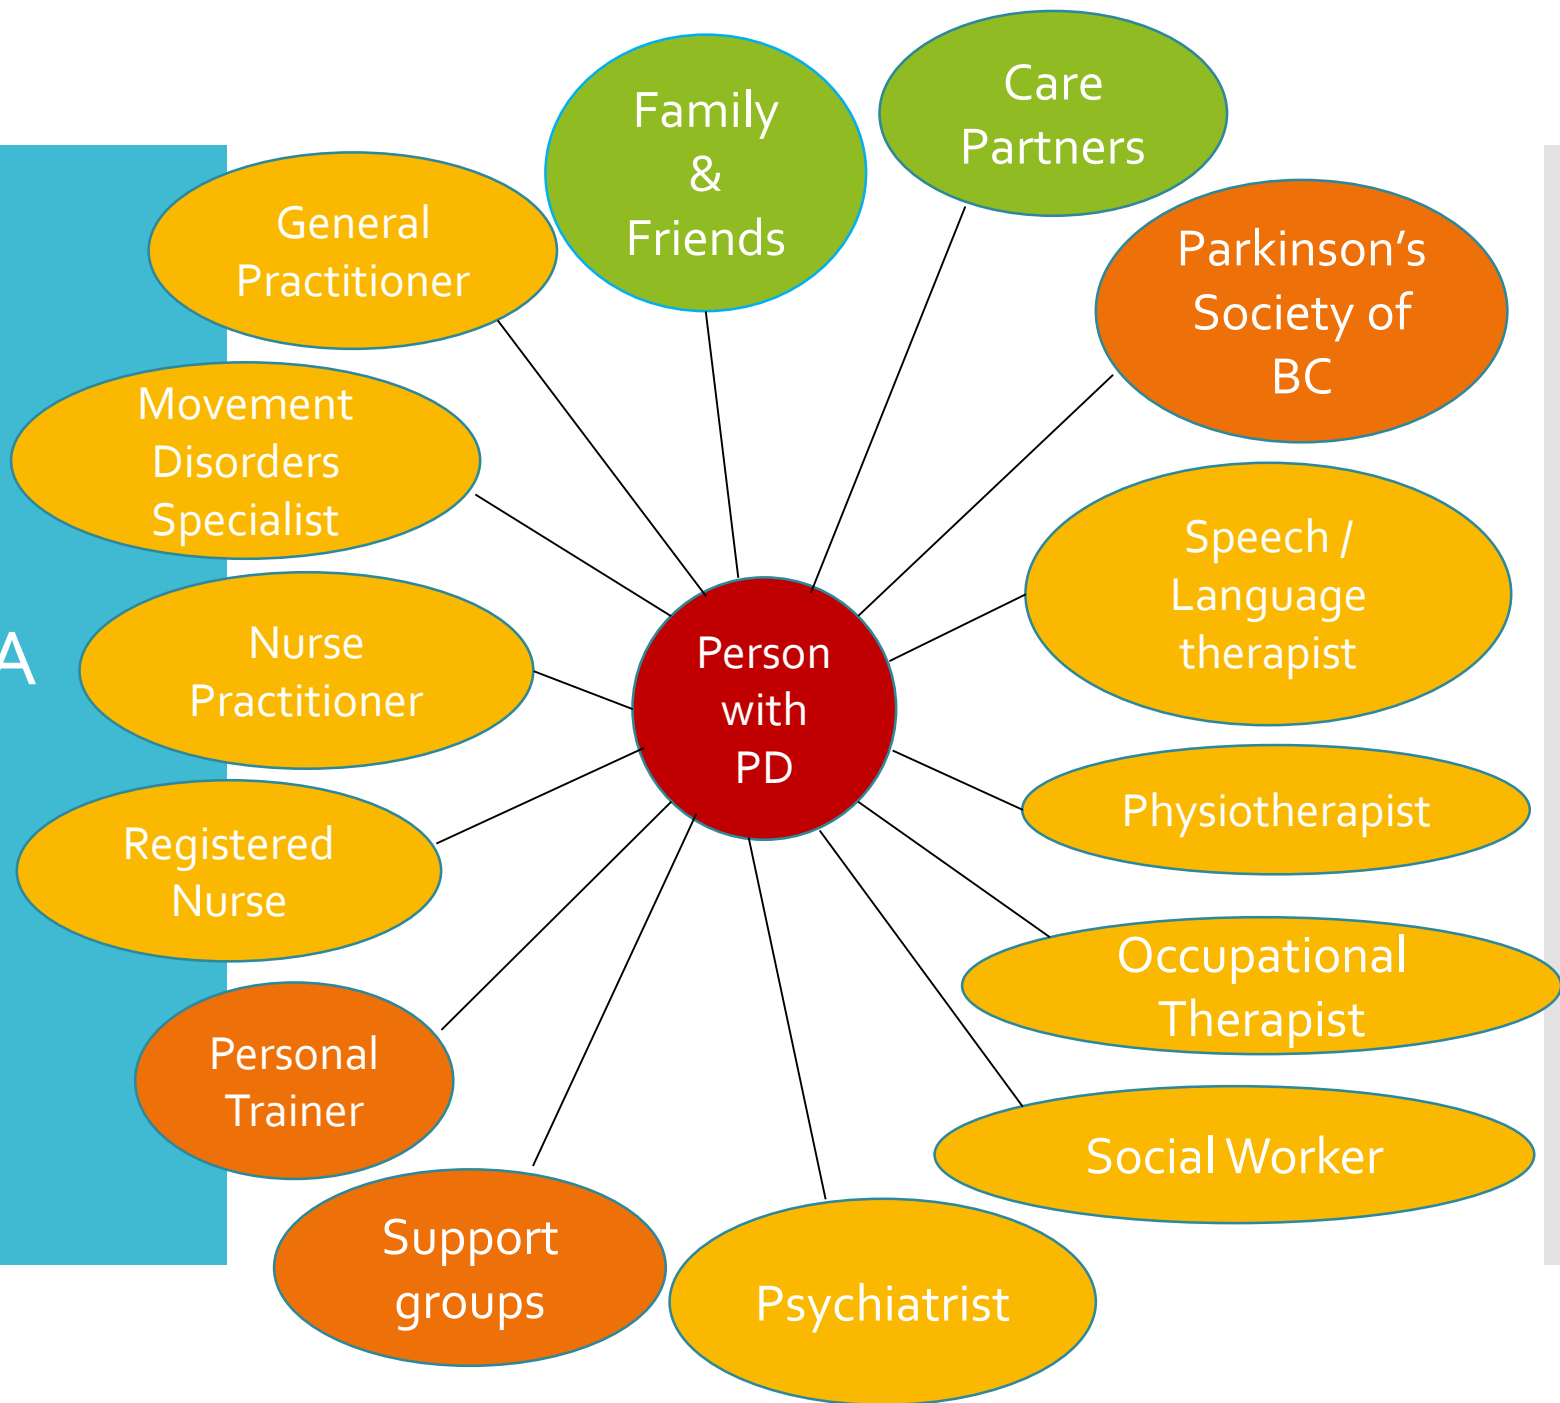 Family
&
Friends
Care
Partners
General
Practitioner
Parkinson's
Society of
BC
Movement
Disorders
Specialist
Speech /
Language
therapist
A
Nurse
Practitioner
Person
with
PD
Physiotherapist
Registered
Nurse
Occupational
Therapist
Personal
Trainer
Social Worker
Support
groups
Psychiatrist